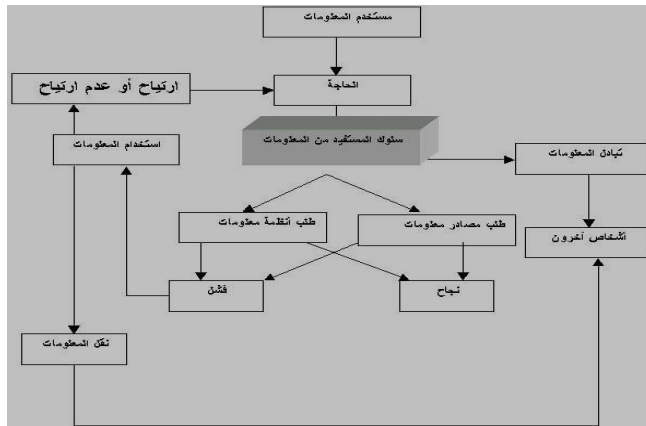 مستخدم المعلومات
الحاجة
ارتياح أو عدم ارتياح
سلوك المستفيد من المعلومات
استخدام المعلومات
تبادل المعلومات
طلب أنظمة معلومات
طلب مصادر معلومات
أشخاص آخرون
فشل
نجاح
نقل المعلومات